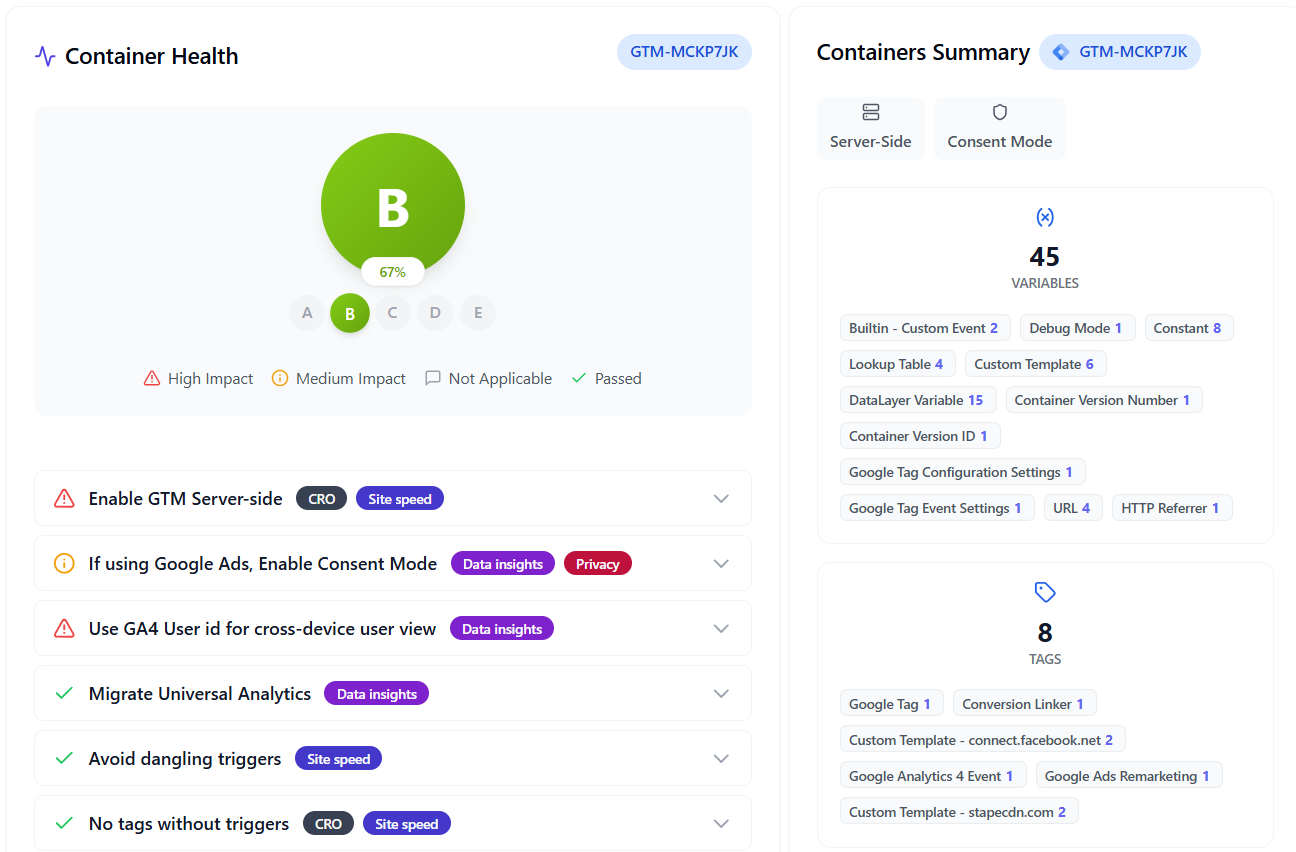 Container Health
GTM-MCKP7JK
B
67%
A B C D E
High Impact Medium Impact Not Applicable Passed
Enable GTM Server-side CRO Site speed
If using Google Ads, Enable Consent Mode Data insights Privacy
Use GA4 User id for cross-device user view Data insights
Migrate Universal Analytics Data insights
Avoid dangling triggers Site speed
No tags without triggers CRO Site speed
Containers Summary GTM-MCKP7JK
Server-Side Consent Mode
45
VARIABLES
Builtin - Custom Event 2 Debug Mode 1 Constant 8
Lookup Table 4 Custom Template 6
DataLayer Variable 15 Container Version Number 1
Container Version ID 1
Google Tag Configuration Settings 1
Google Tag Event Settings 1 URL 4 HTTP Referrer 1
8
TAGS
Google Tag 1 Conversion Linker 1
Custom Template - connect.facebook.net 2
Google Analytics 4 Event 1 Google Ads Remarketing 1
Custom Template - stapecdn.com 2